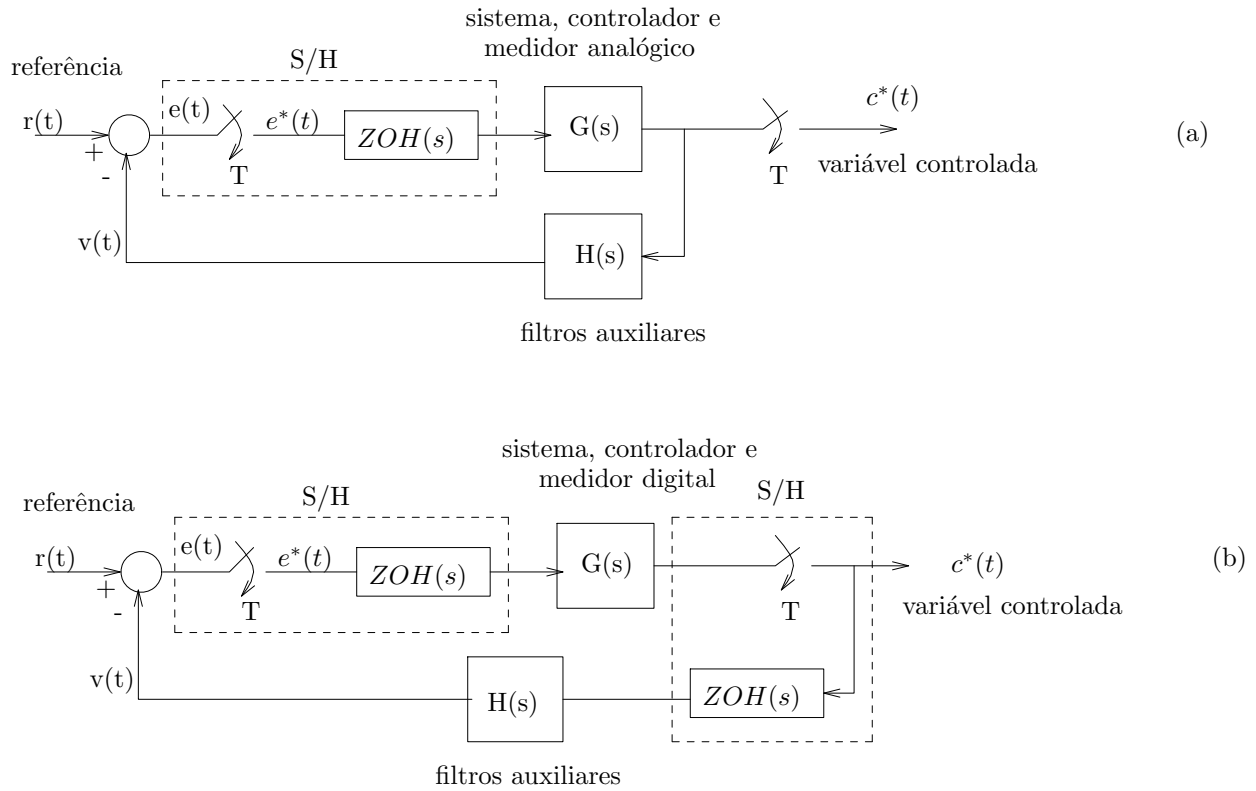 sistema, controlador e
medidor analógico
S/H
referência
r(t)
e(t)
e*(t)
ZOH(s)
G(s)
c*(t)
(a)
+
-
T
T
variável controlada
v(t)
H(s)
filtros auxiliares
sistema, controlador e
medidor digital
S/H
S/H
referência
r(t)
e(t)
e*(t)
ZOH(s)
G(s)
c*(t)
(b)
+
-
T
T
variável controlada
v(t)
H(s)
ZOH(s)
filtros auxiliares